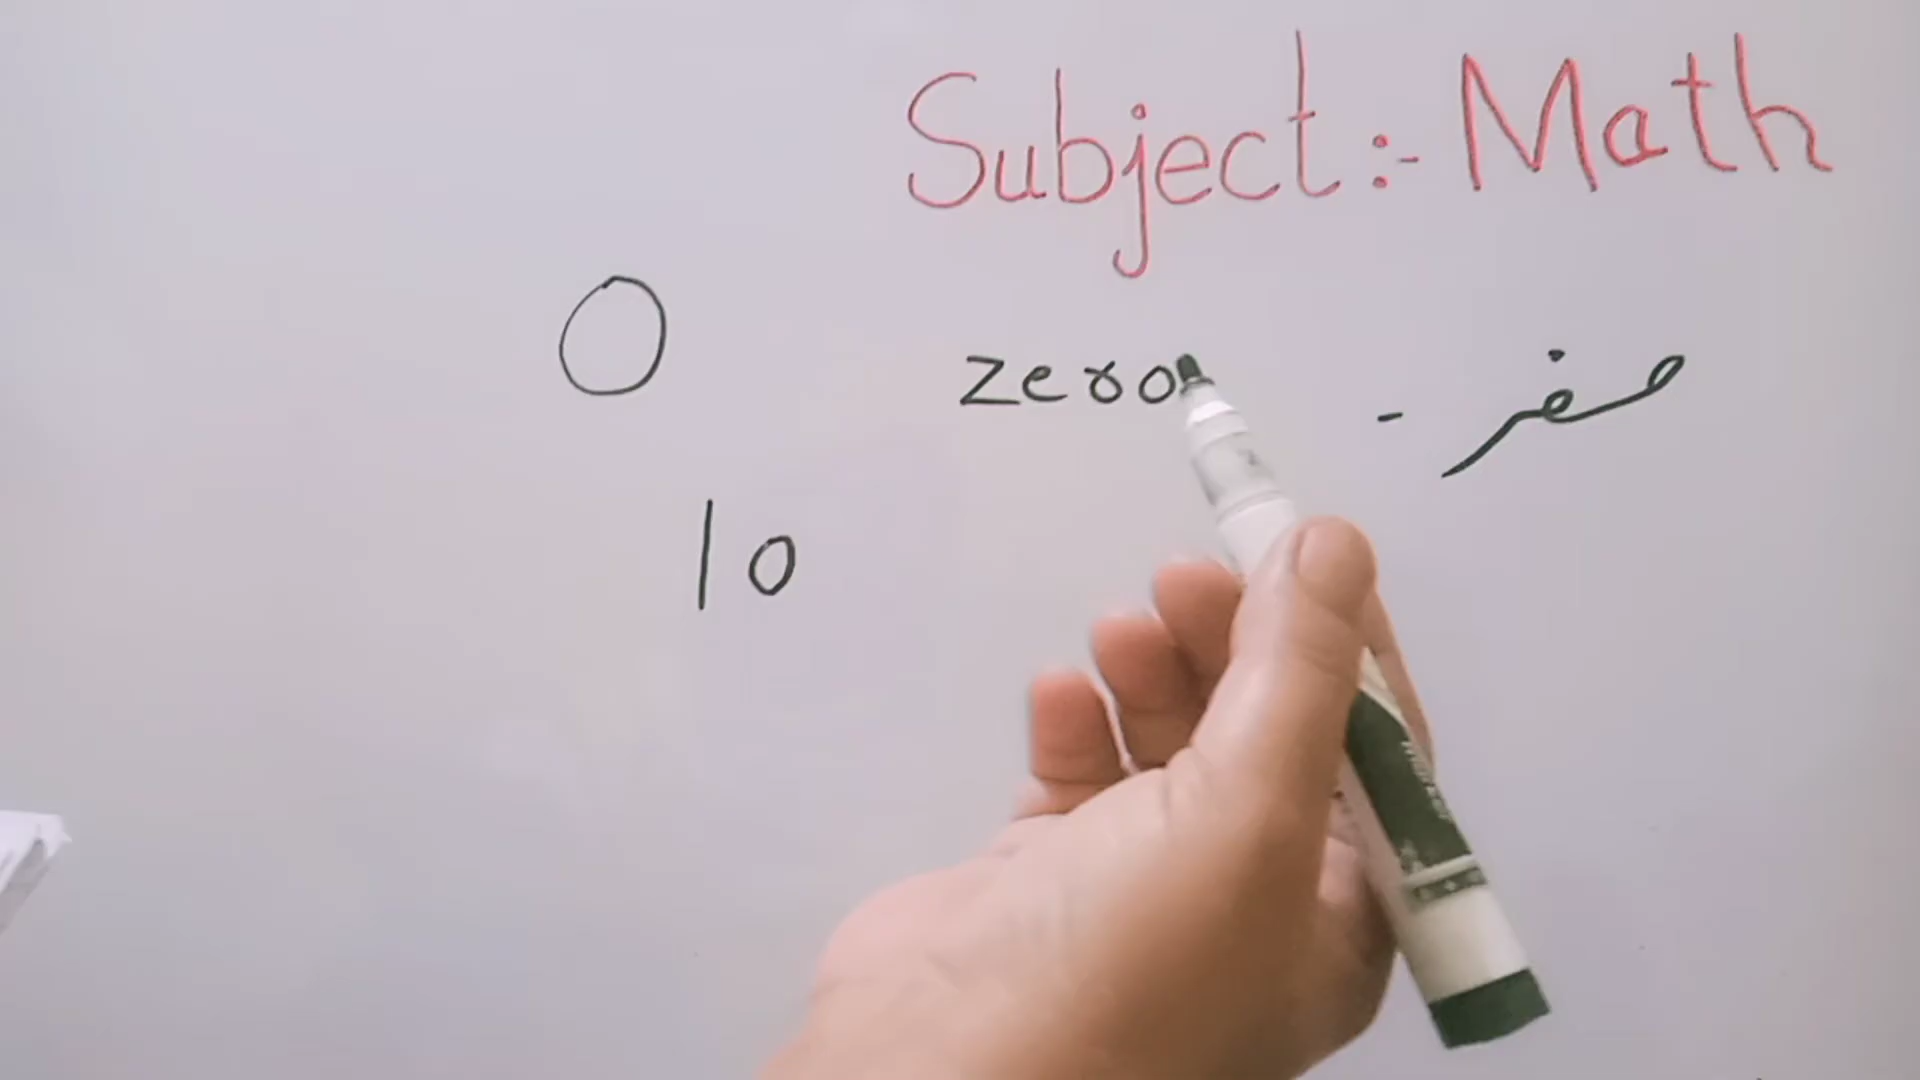 Subject:- Math
0 zero - صفر
10